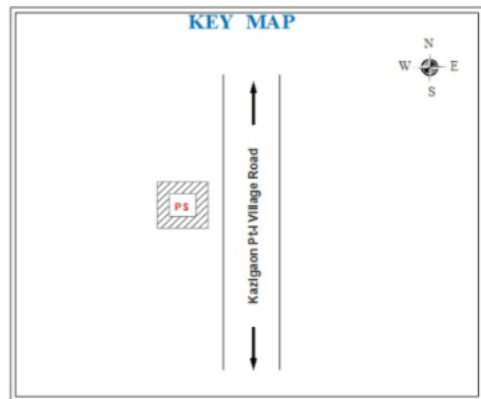 KEY MAP
N
W E
S
PS
Kazigaon Pt-I Village Road